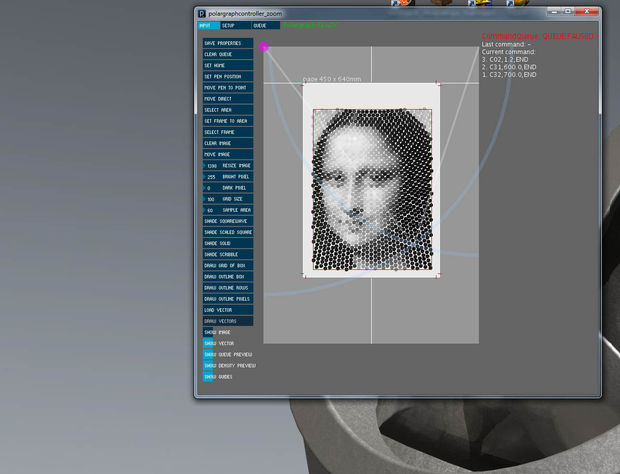 polargraphcontroller_zoom
INPUT SETUP QUEUE
SAVE PROPERTIES
CLEAR QUEUE
SET HOME
SET PEN POSITION
MOVE PEN TO POINT
MOVE DIRECT
SELECT AREA
SET FRAME TO AREA
SELECT FRAME
CLEAR IMAGE
MOVE IMAGE
1398 RESIZE IMAGE
255 BRIGHT PIXEL
0 DARK PIXEL
100 GRID SIZE
60 SAMPLE AREA
SHADE SQUAREWAVE
SHADE SCALED SQUARE
SHADE SOLID
SHADE SCRIBBLE
DRAW GRID OF BOX
DRAW OUTLINE BOX
DRAW OUTLINE ROWS
DRAW OUTLINE PIXELS
LOAD VECTOR
DRAW VECTORS
SHOW IMAGE
SHOW VECTOR
SHOW QUEUE PREVIEW
SHOW DENSITY PREVIEW
SHOW GUIDES
page 450 x 640mm
CommandQueue: QUEUE PAUSED
Last command: -
Current command:
3. C02,1.2,END
2. C31,600.0,END
1. C32,700.0,END